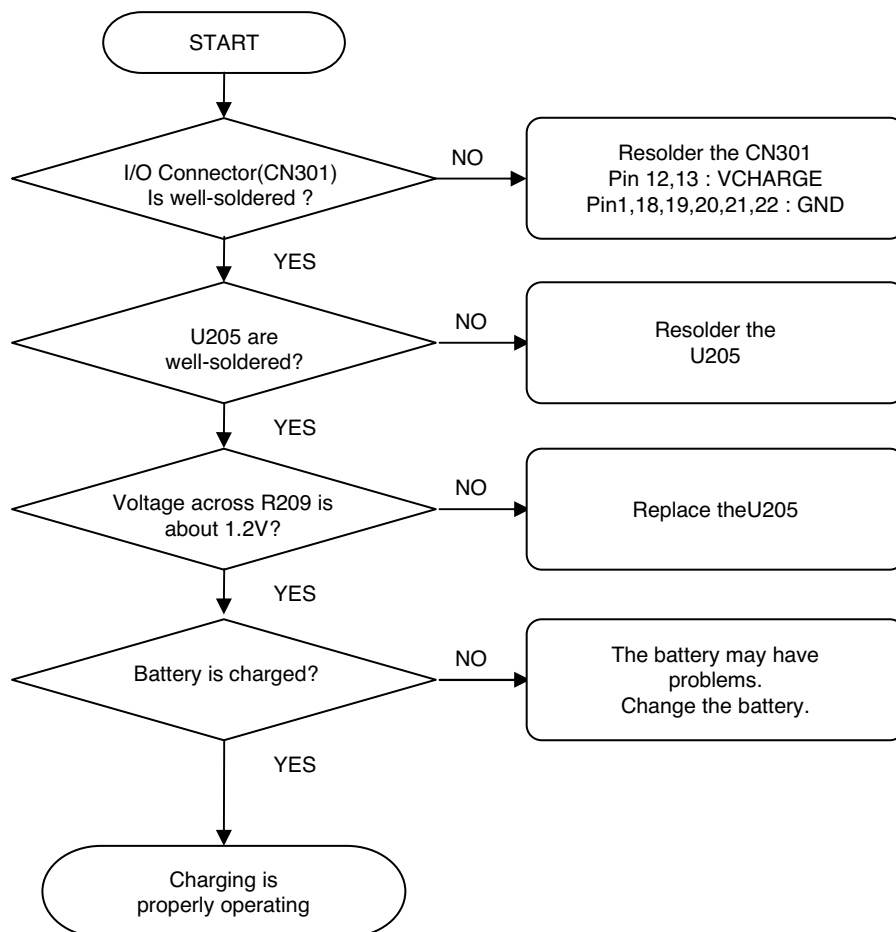 START
I/O Connector(CN301)
Is well-soldered ?
NO
Resolder the CN301
Pin 12,13 : VCHARGE
Pin1,18,19,20,21,22 : GND
YES
U205 are
well-soldered?
NO
Resolder the
U205
YES
Voltage across R209 is
about 1.2V?
NO
Replace theU205
YES
Battery is charged?
NO
The battery may have
problems.
Change the battery.
YES
Charging is
properly operating